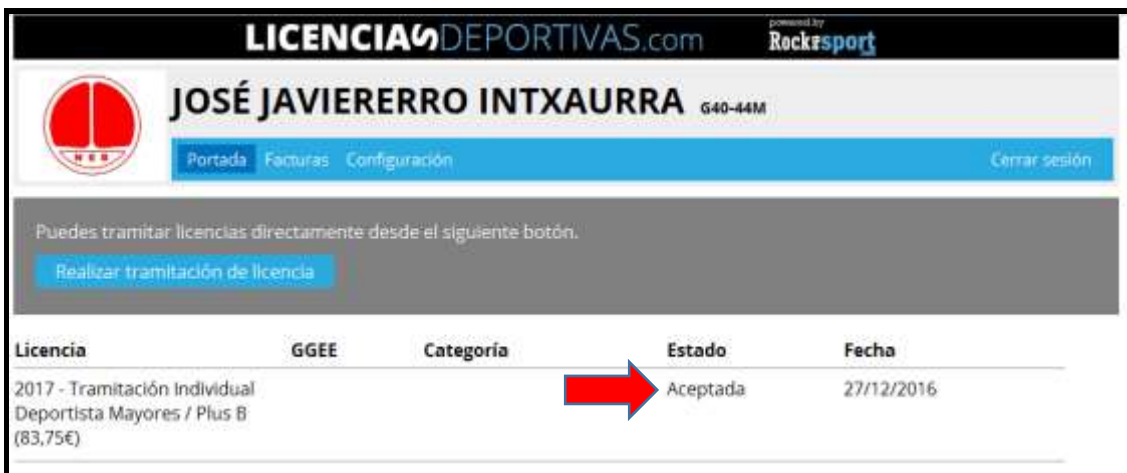 LICENCIASDEPORTIVAS.com powered by Rockthesport
JOSÉ JAVIERERRO INTXAURRA G40-44M
Portada Facturas Configuración Cerrar sesión
Puedes tramitar licencias directamente desde el siguiente botón.
Realizar tramitación de licencia
Licencia GGEE Categoría Estado Fecha
2017 - Tramitación Individual Aceptada 27/12/2016
Deportista Mayores / Plus B
(83,75€)